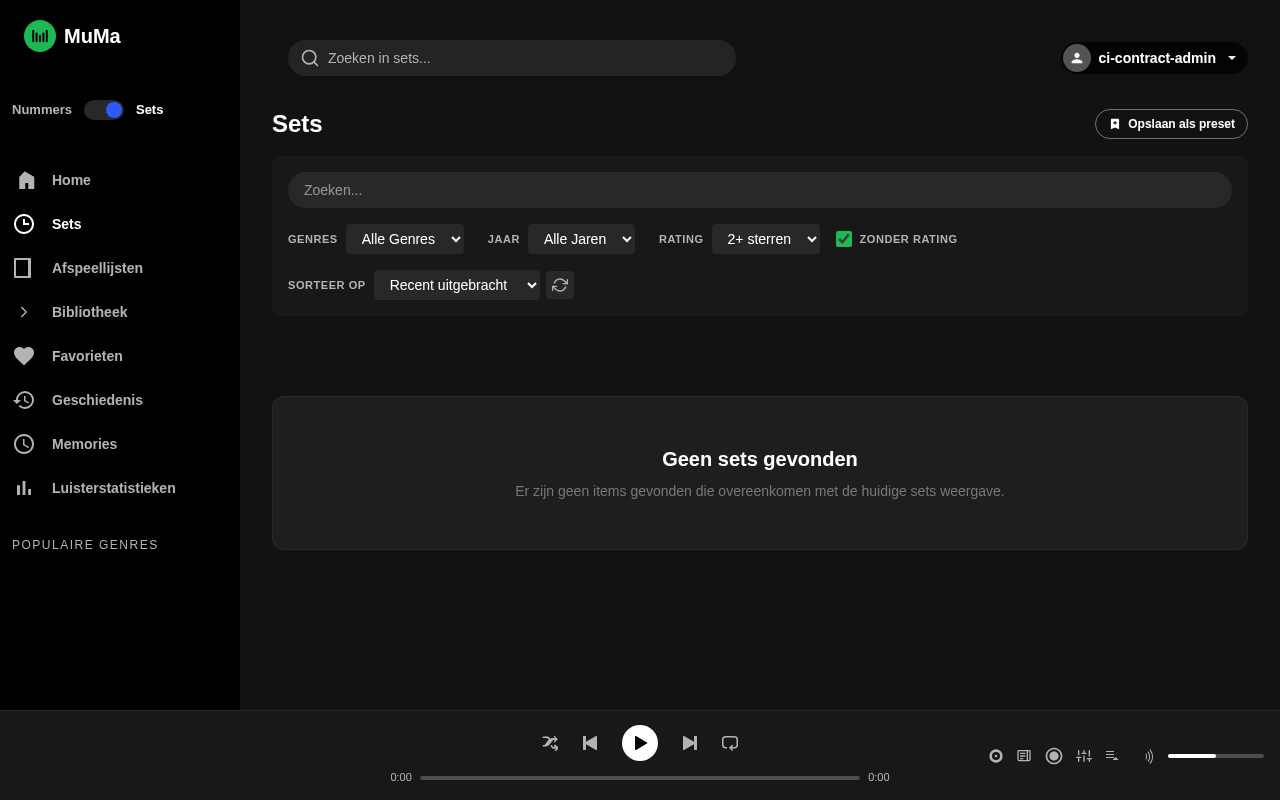 MuMa
Nummers Sets
Home
Sets
Afspeellijsten
Bibliotheek
Favorieten
Geschiedenis
Memories
Luisterstatistieken
POPULAIRE GENRES
Zoeken in sets...
ci-contract-admin
Sets
Opslaan als preset
Zoeken...
GENRES Alle Genres JAAR Alle Jaren RATING 2+ sterren ZONDER RATING
SORTEER OP Recent uitgebracht
Geen sets gevonden
Er zijn geen items gevonden die overeenkomen met de huidige sets weergave.
0:00 0:00